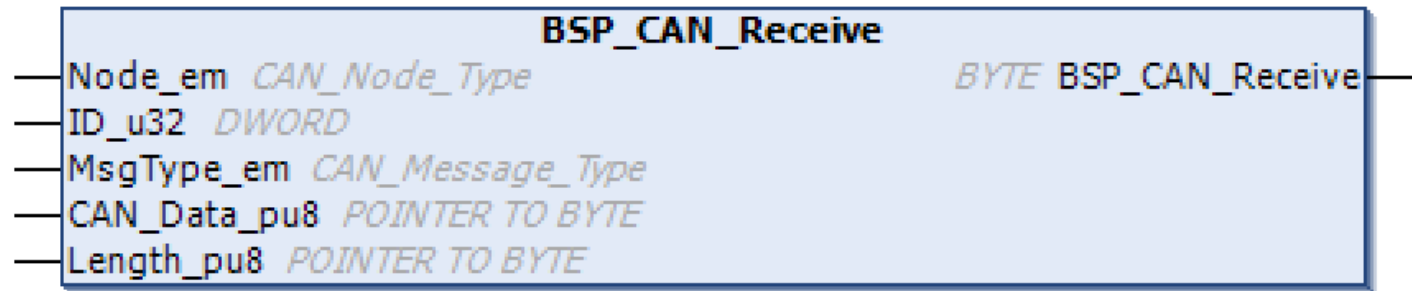 BSP_CAN_Receive
Node_em CAN_Node_Type BYTE BSP_CAN_Receive
ID_u32 DWORD
MsgType_em CAN_Message_Type
CAN_Data_pu8 POINTER TO BYTE
Length_pu8 POINTER TO BYTE